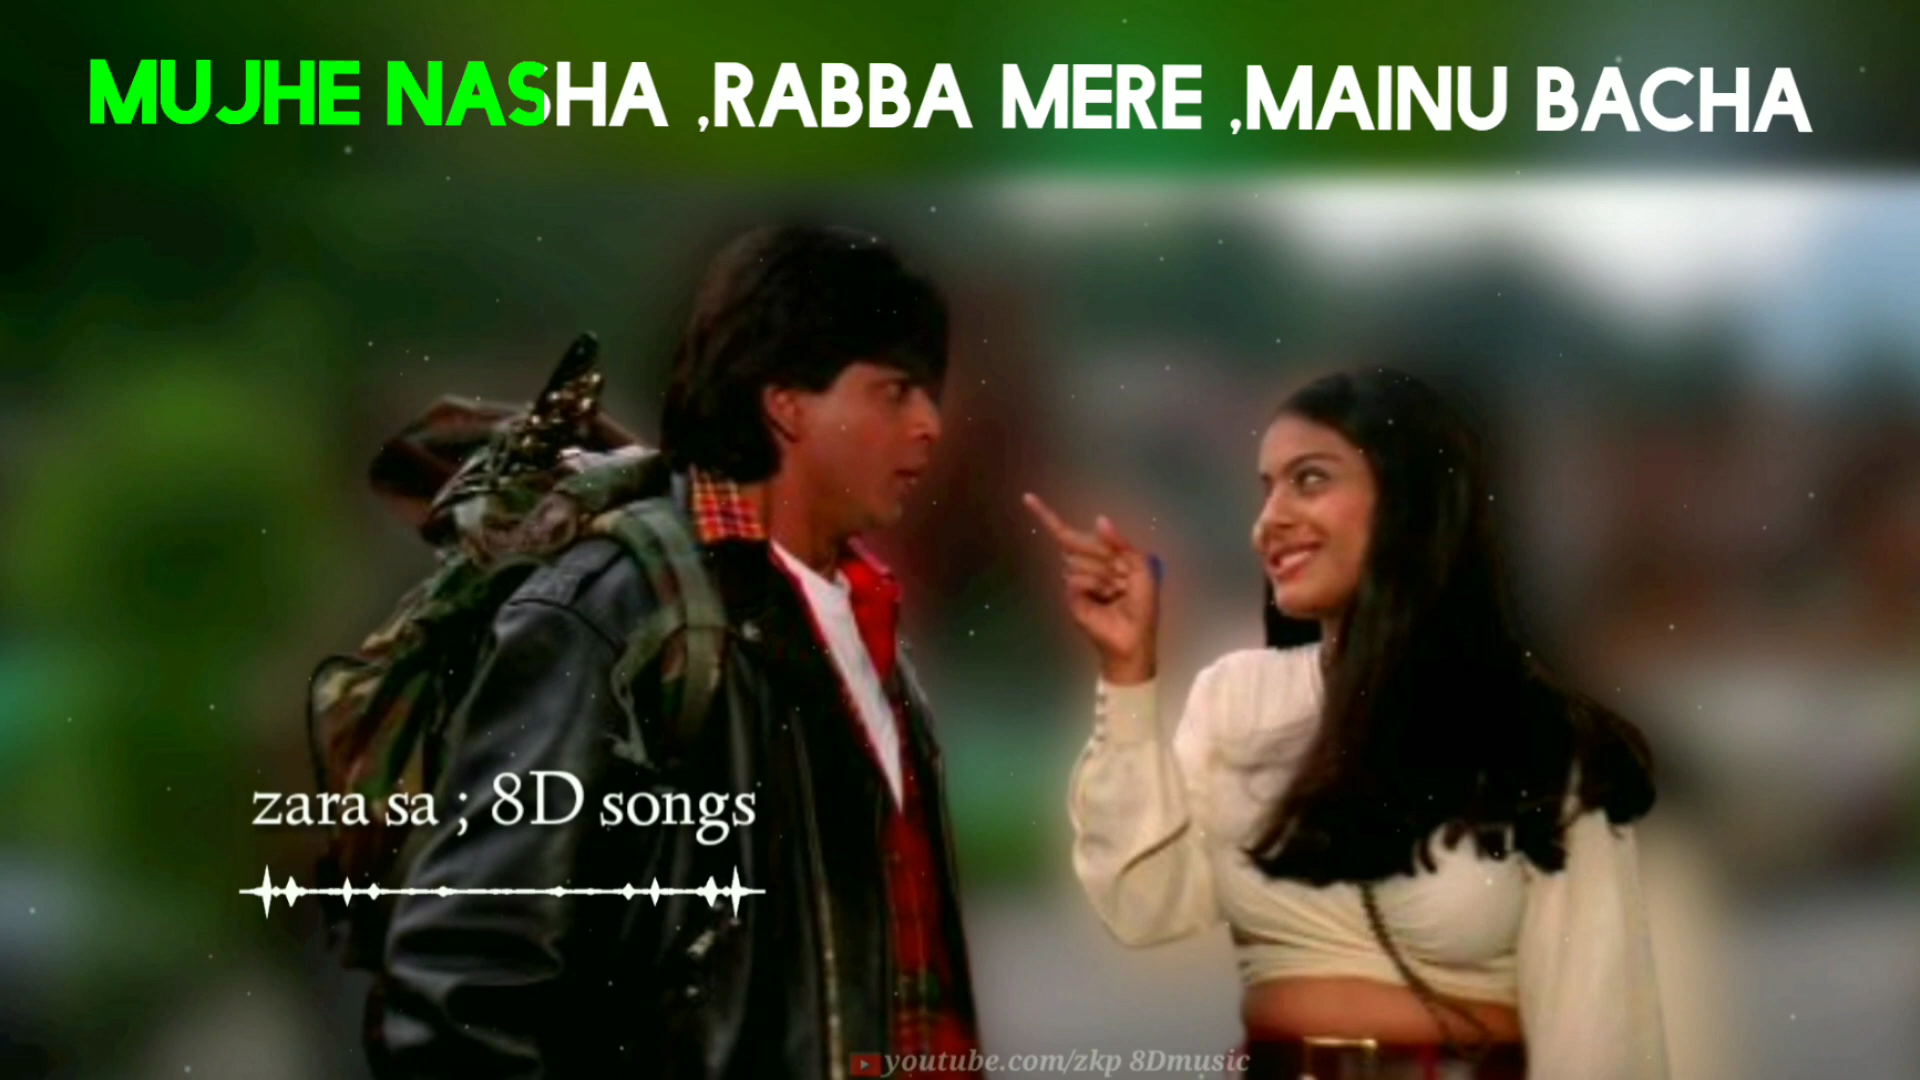 MUJHE NASHA ,RABBA MERE ,MAINU BACHA
zara sa ; 8D songs
youtube.com/zkp 8Dmusic